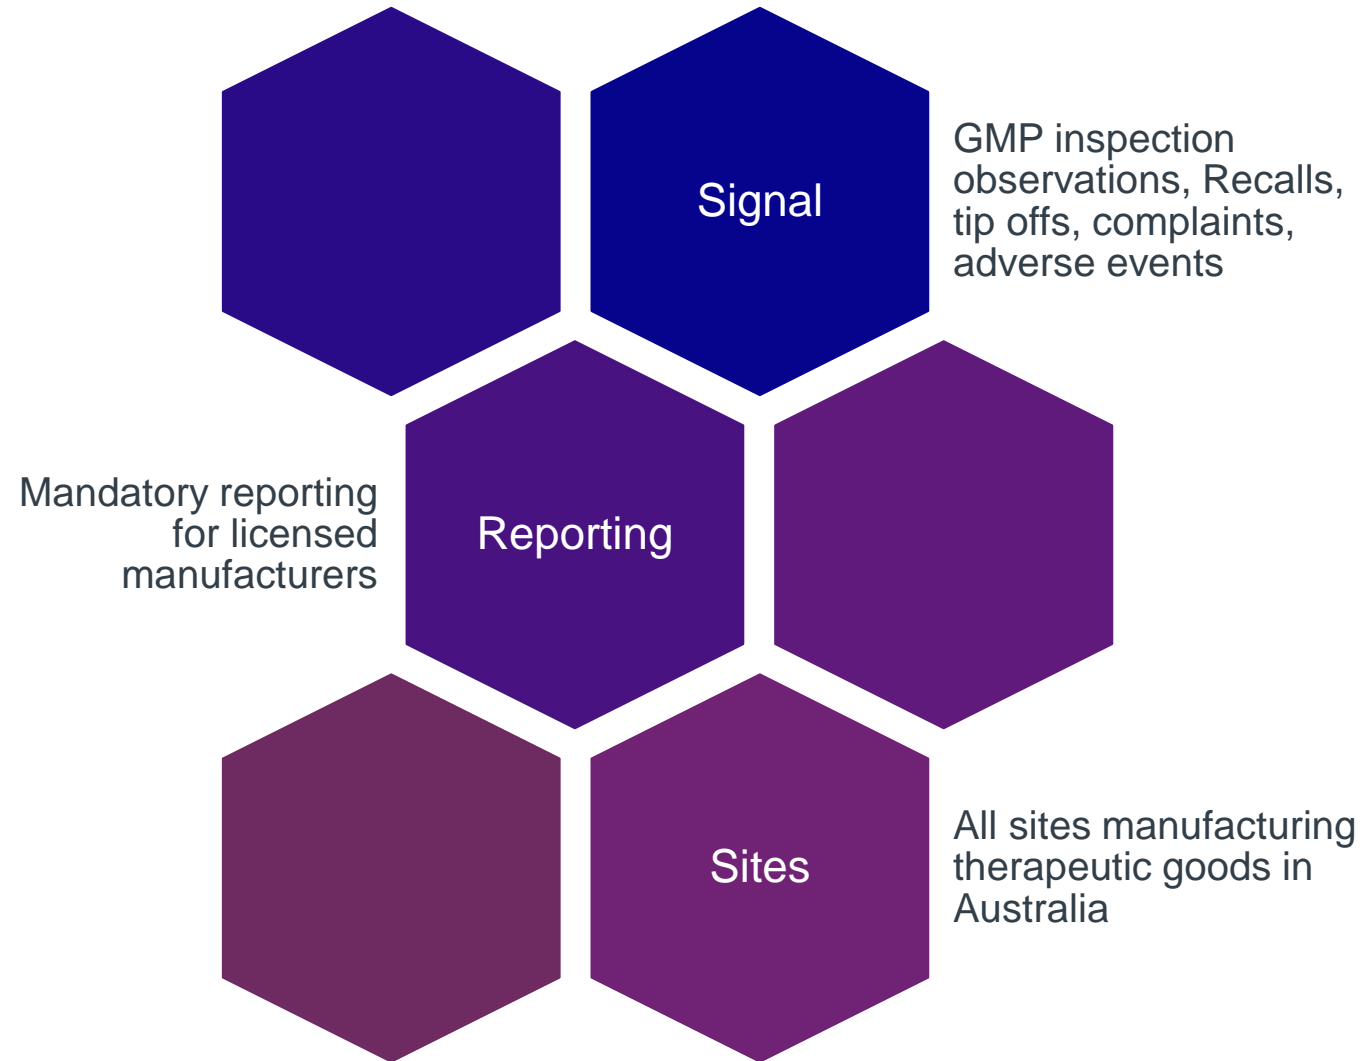 Signal
GMP inspection
observations, Recalls,
tip offs, complaints,
adverse events
Mandatory reporting
for licensed
manufacturers
Reporting
Sites
All sites manufacturing
therapeutic goods in
Australia